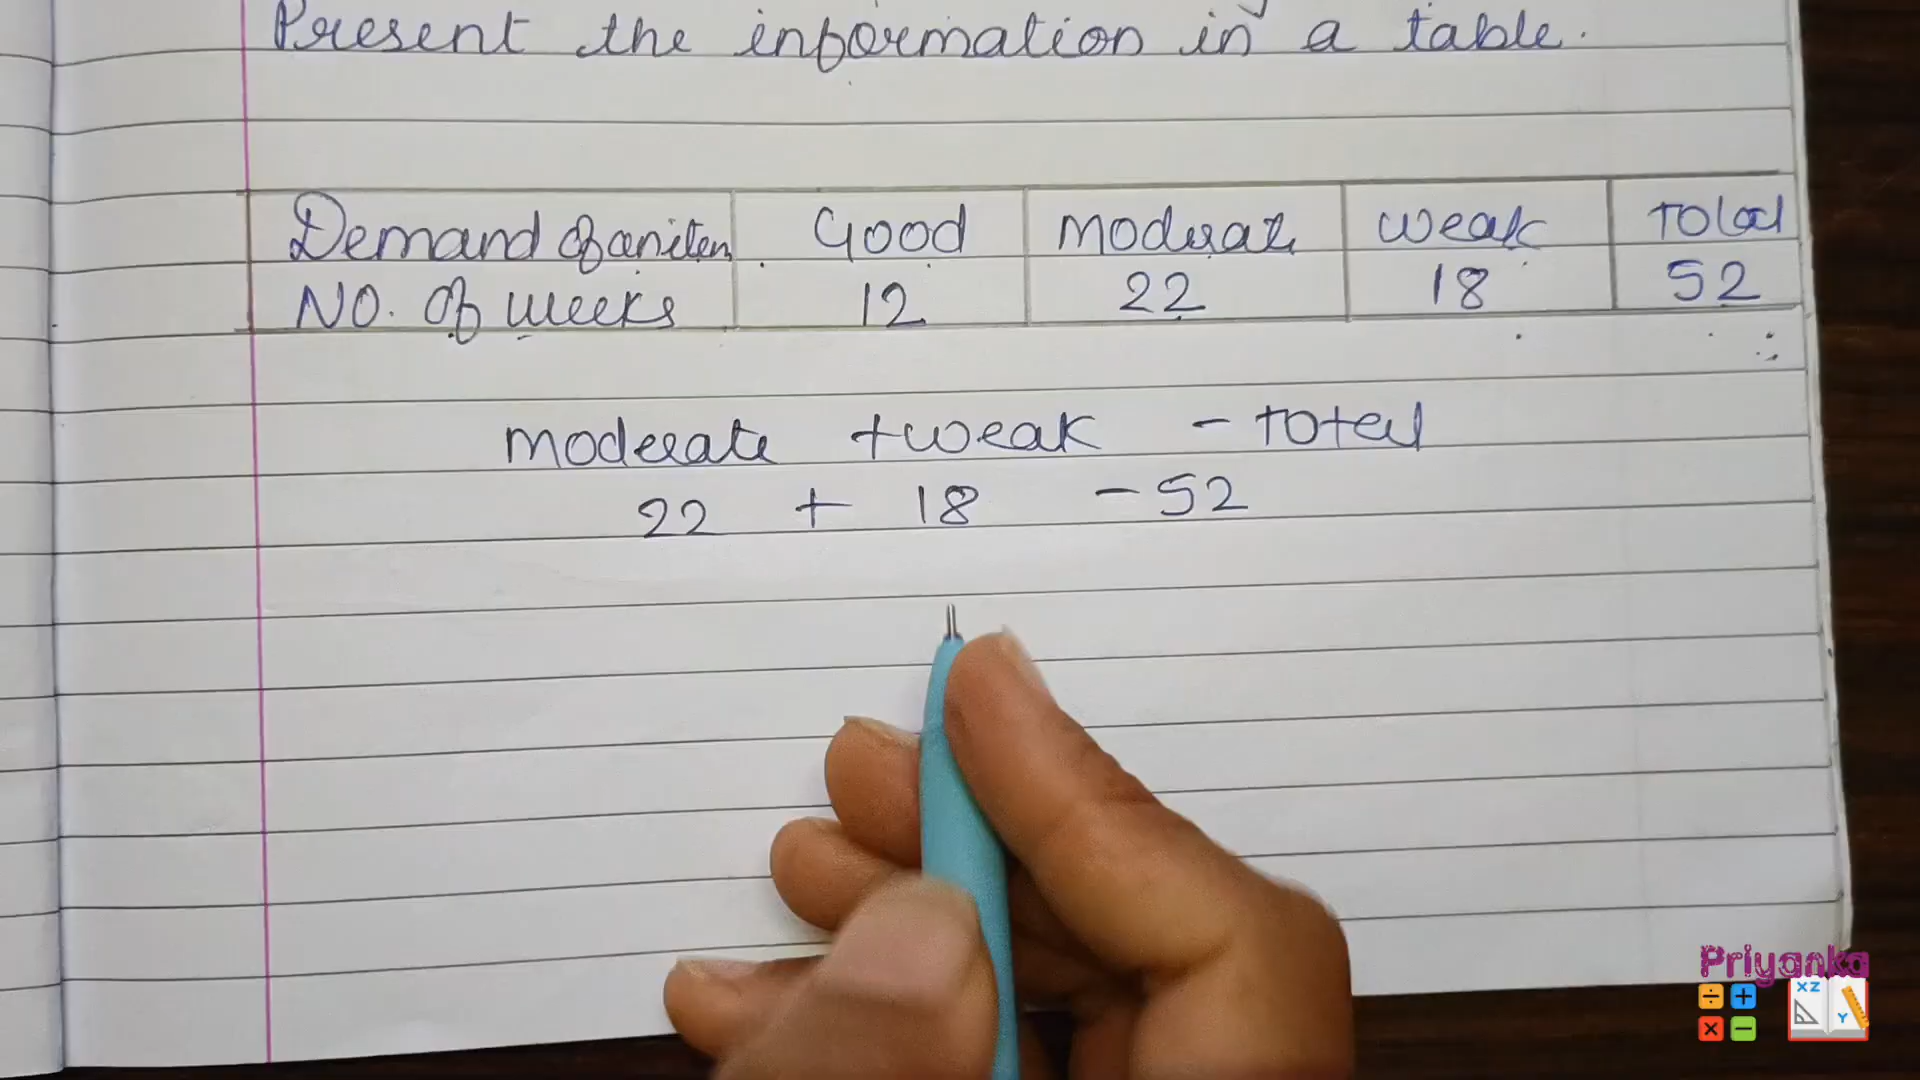 Present the information in a table.
Demand of an item Good Moderate Weak Total
No. of weeks 12 22 18 52
moderate + weak - total
22 + 18 - 52
Priyanka
XZ
Y